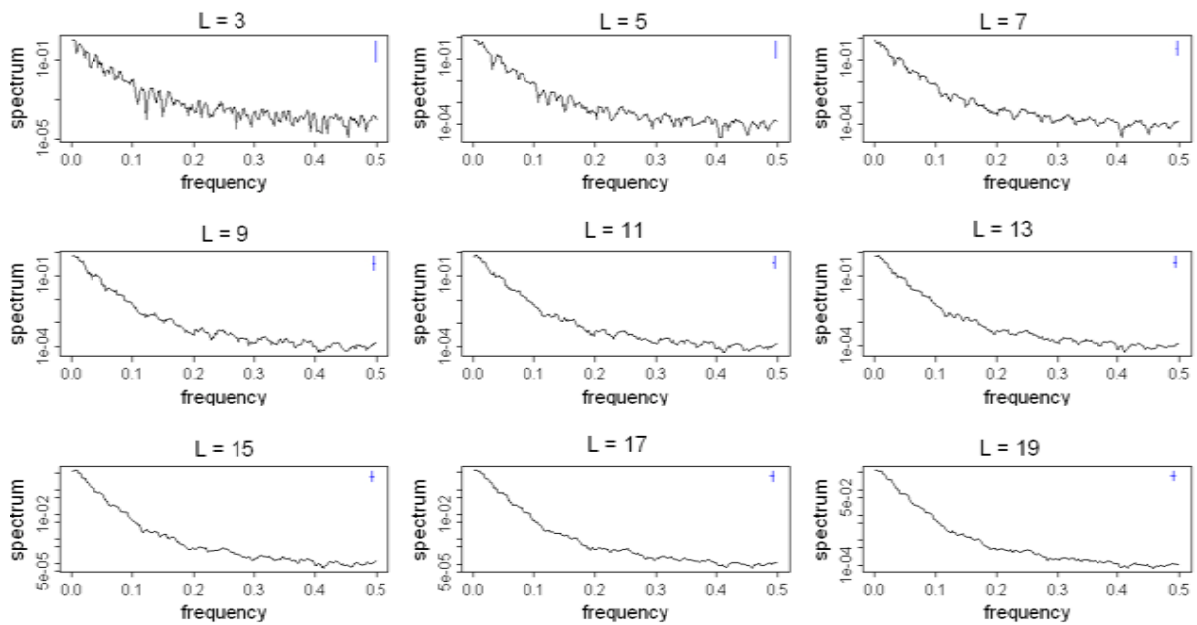 L = 3
L = 5
L = 7
spectrum
1e-05 1e-01
0.0 0.1 0.2 0.3 0.4 0.5
frequency
spectrum
1e-04 1e-01
0.0 0.1 0.2 0.3 0.4 0.5
frequency
spectrum
1e-04 1e-01
0.0 0.1 0.2 0.3 0.4 0.5
frequency
L = 9
L = 11
L = 13
spectrum
1e-04 1e-01
0.0 0.1 0.2 0.3 0.4 0.5
frequency
spectrum
1e-04 1e-01
0.0 0.1 0.2 0.3 0.4 0.5
frequency
spectrum
1e-04 1e-01
0.0 0.1 0.2 0.3 0.4 0.5
frequency
L = 15
L = 17
L = 19
spectrum
5e-05 1e-02
0.0 0.1 0.2 0.3 0.4 0.5
frequency
spectrum
5e-05 1e-02
0.0 0.1 0.2 0.3 0.4 0.5
frequency
spectrum
1e-04 5e-02
0.0 0.1 0.2 0.3 0.4 0.5
frequency